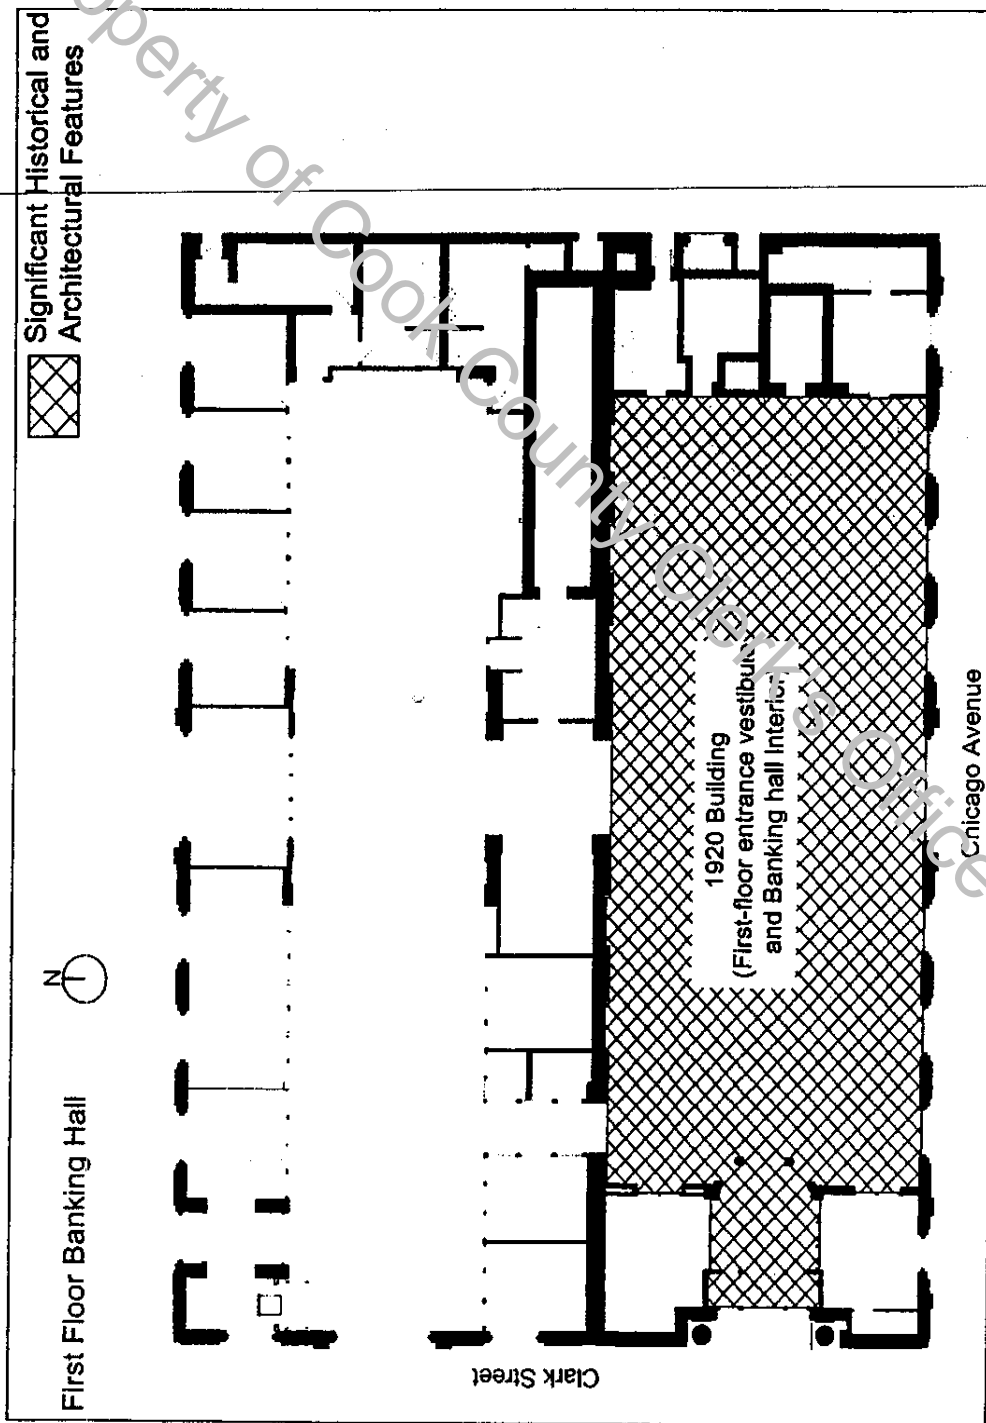 First Floor Banking Hall
N
Significant Historical and
Architectural Features
1920 Building
(First-floor entrance vestibule
and Banking hall Interior)
Clark Street
Chicago Avenue
Property of Cook County Clerk's Office